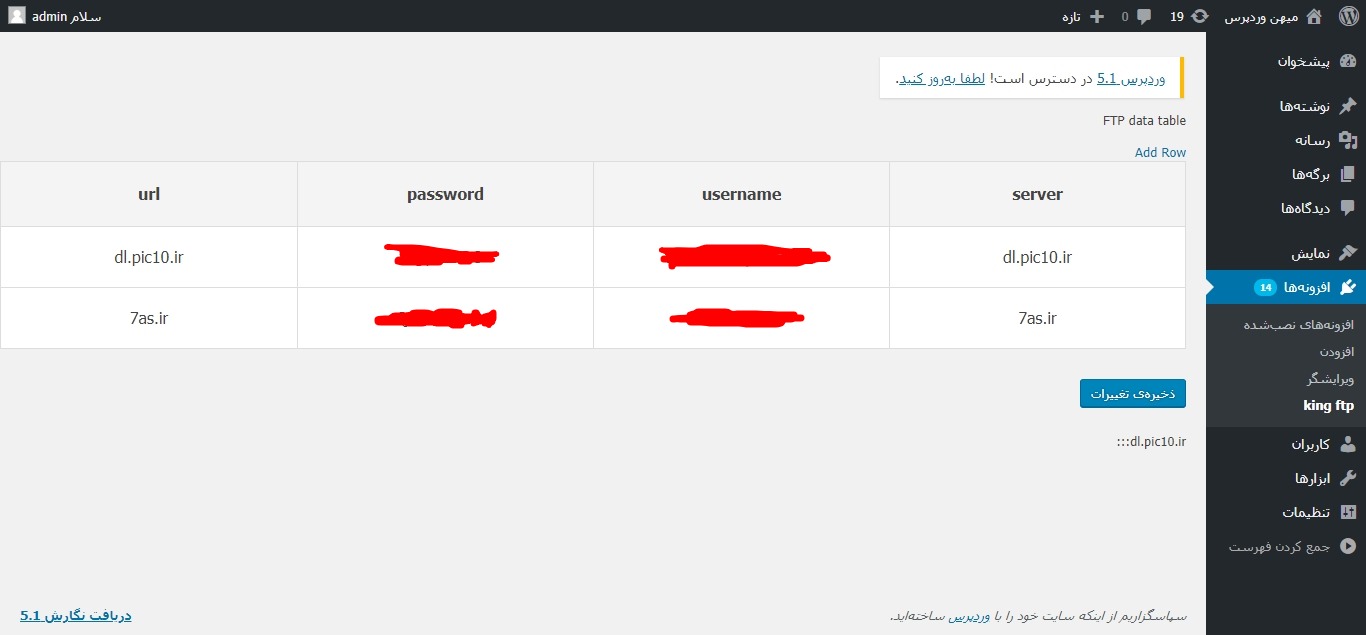 میهن وردپرس 19 0 تازه سلام admin
پیشخوان
نوشته‌ها
رسانه
برگه‌ها
دیدگاه‌ها
نمایش
افزونه‌ها 14
افزونه‌های نصب‌شده
افزودن
ویرایشگر
king ftp
کاربران
ابزارها
تنظیمات
جمع کردن فهرست
وردپرس 5.1 در دسترس است! لطفا به‌روز کنید.
FTP data table
Add Row
url password username server
dl.pic10.ir dl.pic10.ir
7as.ir 7as.ir
ذخیره‌ی تغییرات
:::dl.pic10.ir
سپاسگزاریم از اینکه سایت خود را با وردپرس ساخته‌اید.
دریافت نگارش 5.1